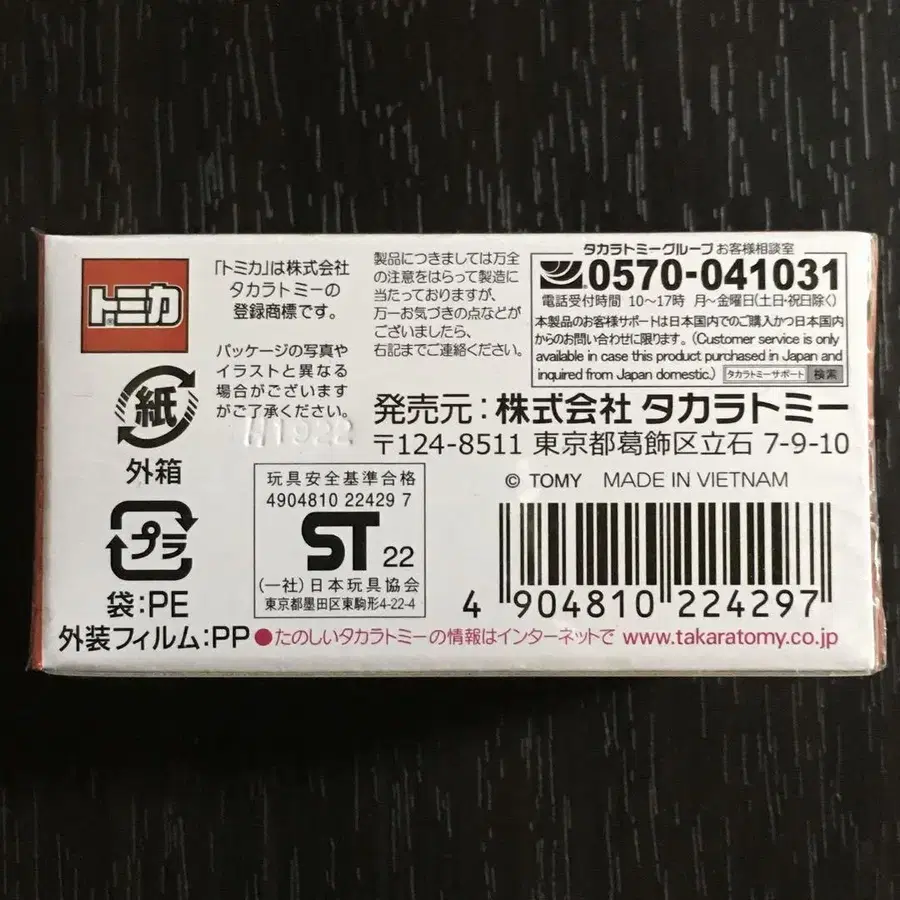 トミカ
®
「トミカ」は株式会社
タカラトミーの
登録商標です。
パッケージの写真や
イラストと異なる
場合がございます
がご了承ください。
H1922
製品につきましては万全
の注意をはらって製造に
当たっておりますが、
万一お気づきの点などが
ございましたら、
右記までご連絡ください。
タカラトミーグループ お客様相談室
0570-041031
電話受付時間 10～17時 月～金曜日(土日・祝日除く)
本製品のお客様サポートは日本国内でのご購入かつ日本国内
からのお問い合わせに限ります。(Customer service is only
available in case this product purchased in Japan and
inquired from Japan domestic.) タカラトミーサポート 検索
発売元:株式会社 タカラトミー
〒124-8511 東京都葛飾区立石 7-9-10
© TOMY MADE IN VIETNAM
紙
外箱
プラ
袋:PE
外装フィルム:PP
玩具安全基準合格
4904810 22429 7
ST 22
(一社)日本玩具協会
東京都墨田区東駒形4-22-4
4 904810 224297
●たのしいタカラトミーの情報はインターネットで www.takaratomy.co.jp